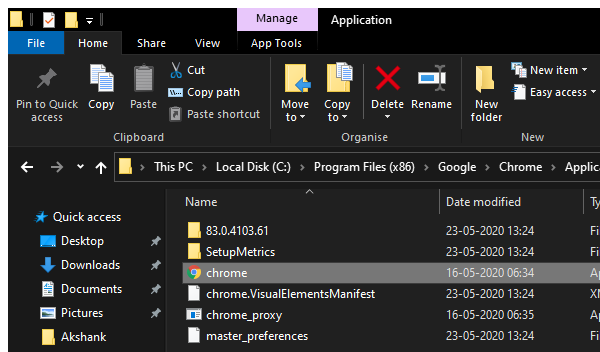 Manage Application
File Home Share View App Tools
Pin to Quick access
Copy
Paste
Cut
Copy path
Paste shortcut
Move to
Copy to
Delete
Rename
New folder
New item
Easy access
Clipboard Organise New
This PC > Local Disk (C:) > Program Files (x86) > Google > Chrome > Applic
Name Date modified Ty
Quick access
Desktop
Downloads
Documents
Pictures
Akshank
83.0.4103.61 23-05-2020 13:24 Fi
SetupMetrics 23-05-2020 13:24 Fi
chrome 16-05-2020 06:34 Ap
chrome.VisualElementsManifest 23-05-2020 13:24 XM
chrome_proxy 16-05-2020 06:35 Ap
master_preferences 23-05-2020 13:24 Fi